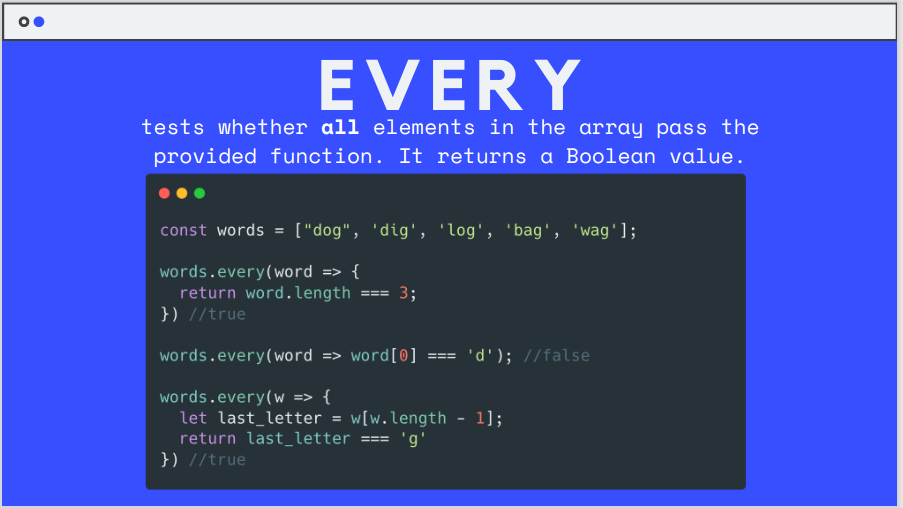 EVERY
tests whether all elements in the array pass the
provided function. It returns a Boolean value.
const words = ["dog", 'dig', 'log', 'bag', 'wag'];
words.every(word => {
  return word.length === 3;
}) //true
words.every(word => word[0] === 'd'); //false
words.every(w => {
  let last_letter = w[w.length - 1];
  return last_letter === 'g'
}) //true